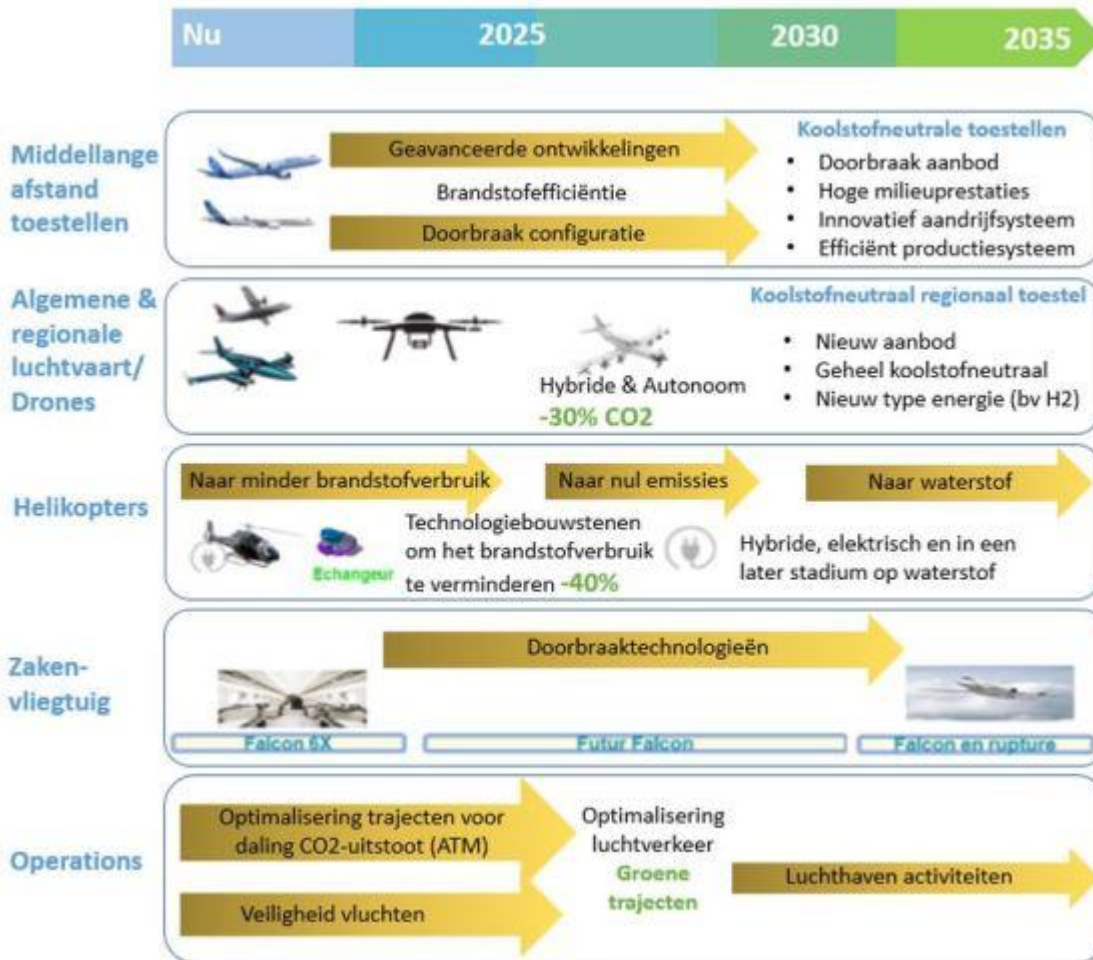 Nu
2025
2030
2035
Middellange
afstand
toestellen
Geavanceerde ontwikkelingen
Brandstofefficiëntie
Doorbraak configuratie
Koolstofneutrale toestellen
• Doorbraak aanbod
• Hoge milieuprestaties
• Innovatief aandrijfsysteem
• Efficiënt productiesysteem
Algemene &
regionale
luchtvaart/
Drones
Hybride & Autonoom
-30% CO2
Koolstofneutraal regionaal toestel
• Nieuw aanbod
• Geheel koolstofneutraal
• Nieuw type energie (bv H2)
Helikopters
Naar minder brandstofverbruik
Naar nul emissies
Naar waterstof
Echangeur
Technologiebouwstenen
om het brandstofverbruik
te verminderen -40%
Hybride, elektrisch en in een
later stadium op waterstof
Zaken-
vliegtuig
Doorbraaktechnologieën
Falcon 6X
Futur Falcon
Falcon en rupture
Operations
Optimalisering trajecten voor
daling CO2-uitstoot (ATM)
Veiligheid vluchten
Optimalisering
luchtverkeer
Groene
trajecten
Luchthaven activiteiten